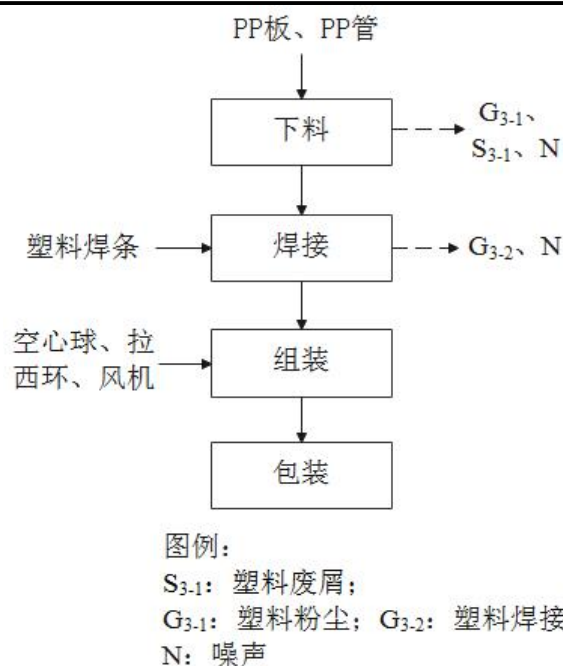 PP板、PP管
下料
G3-1、
S3-1、N
塑料焊条
焊接
G3-2、N
空心球、拉
西环、风机
组装
包装
图例：
S3-1：塑料废屑；
G3-1：塑料粉尘；G3-2：塑料焊接
N：噪声